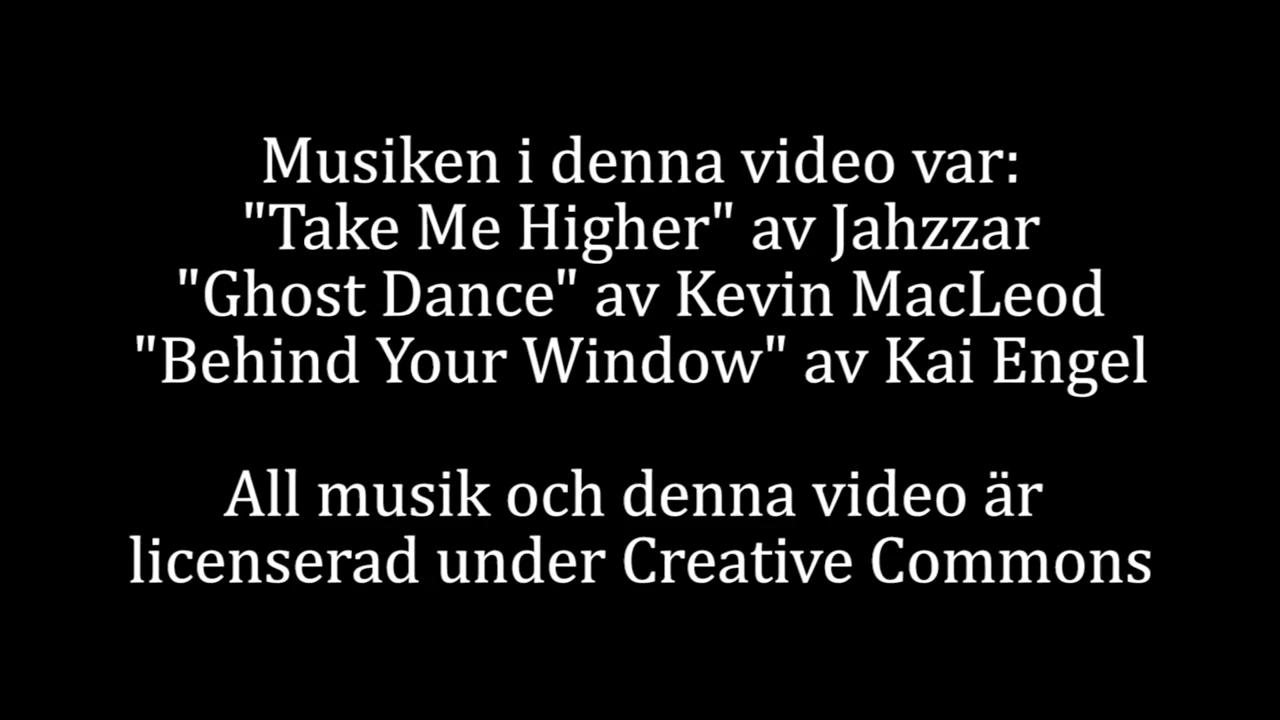 Musiken i denna video var:
"Take Me Higher" av Jahzzar
"Ghost Dance" av Kevin MacLeod
"Behind Your Window" av Kai Engel
All musik och denna video är
licenserad under Creative Commons